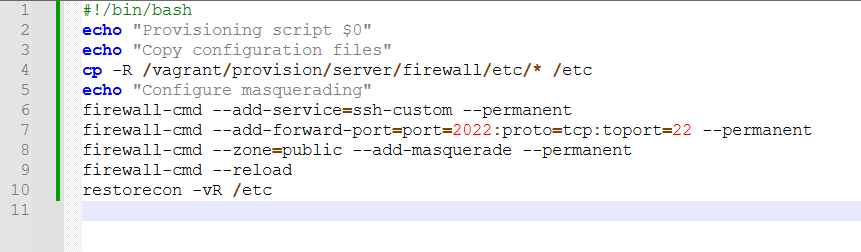 1 #!/bin/bash
2 echo "Provisioning script $0"
3 echo "Copy configuration files"
4 cp -R /vagrant/provision/server/firewall/etc/* /etc
5 echo "Configure masquerading"
6 firewall-cmd --add-service=ssh-custom --permanent
7 firewall-cmd --add-forward-port=port=2022:proto=tcp:toport=22 --permanent
8 firewall-cmd --zone=public --add-masquerade --permanent
9 firewall-cmd --reload
10 restorecon -vR /etc
11